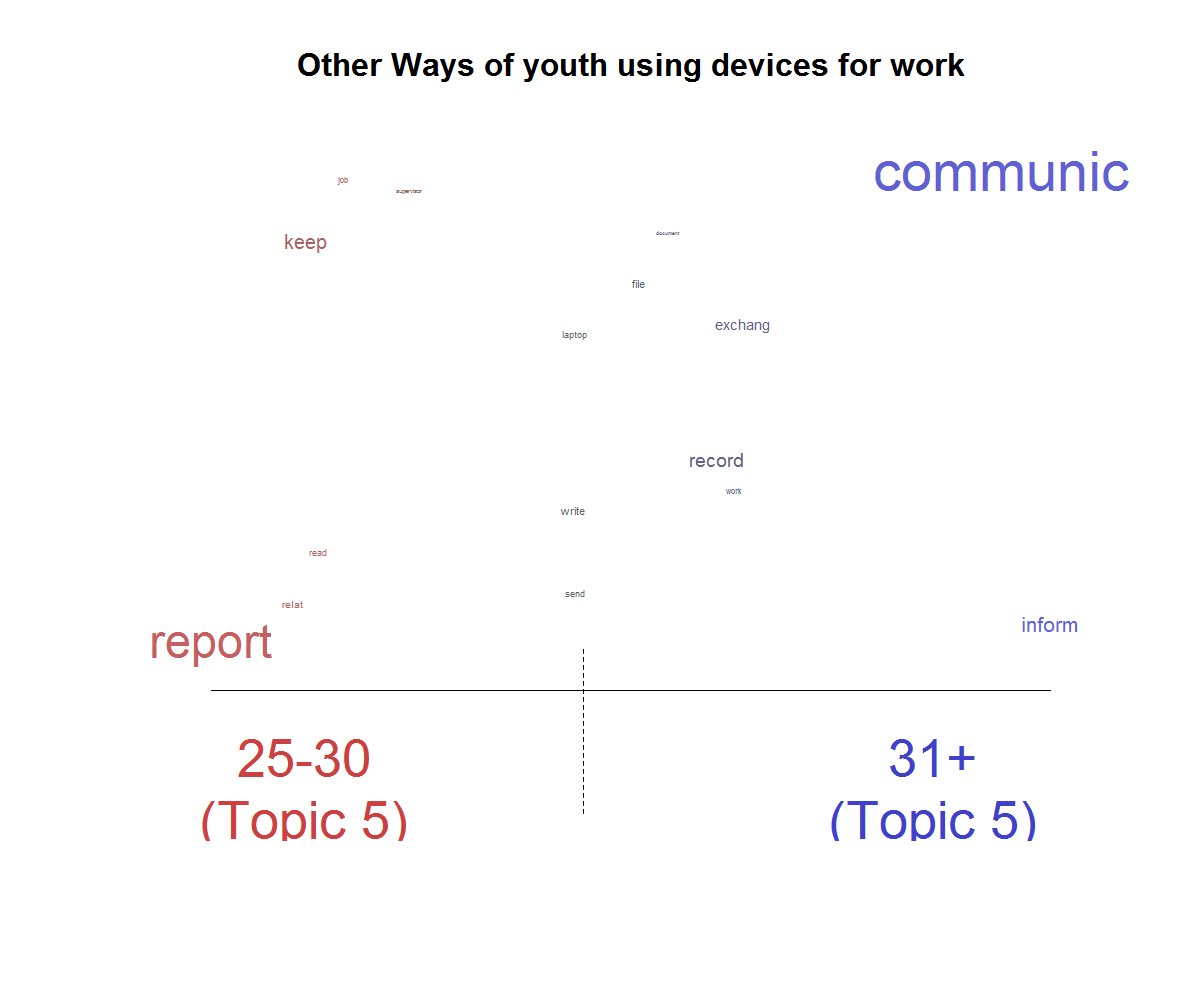 Other Ways of youth using devices for work
communic
job
supervisor
keep
document
file
exchang
laptop
record
work
write
read
send
relat
inform
report
25-30
31+
(Topic 5)
(Topic 5)